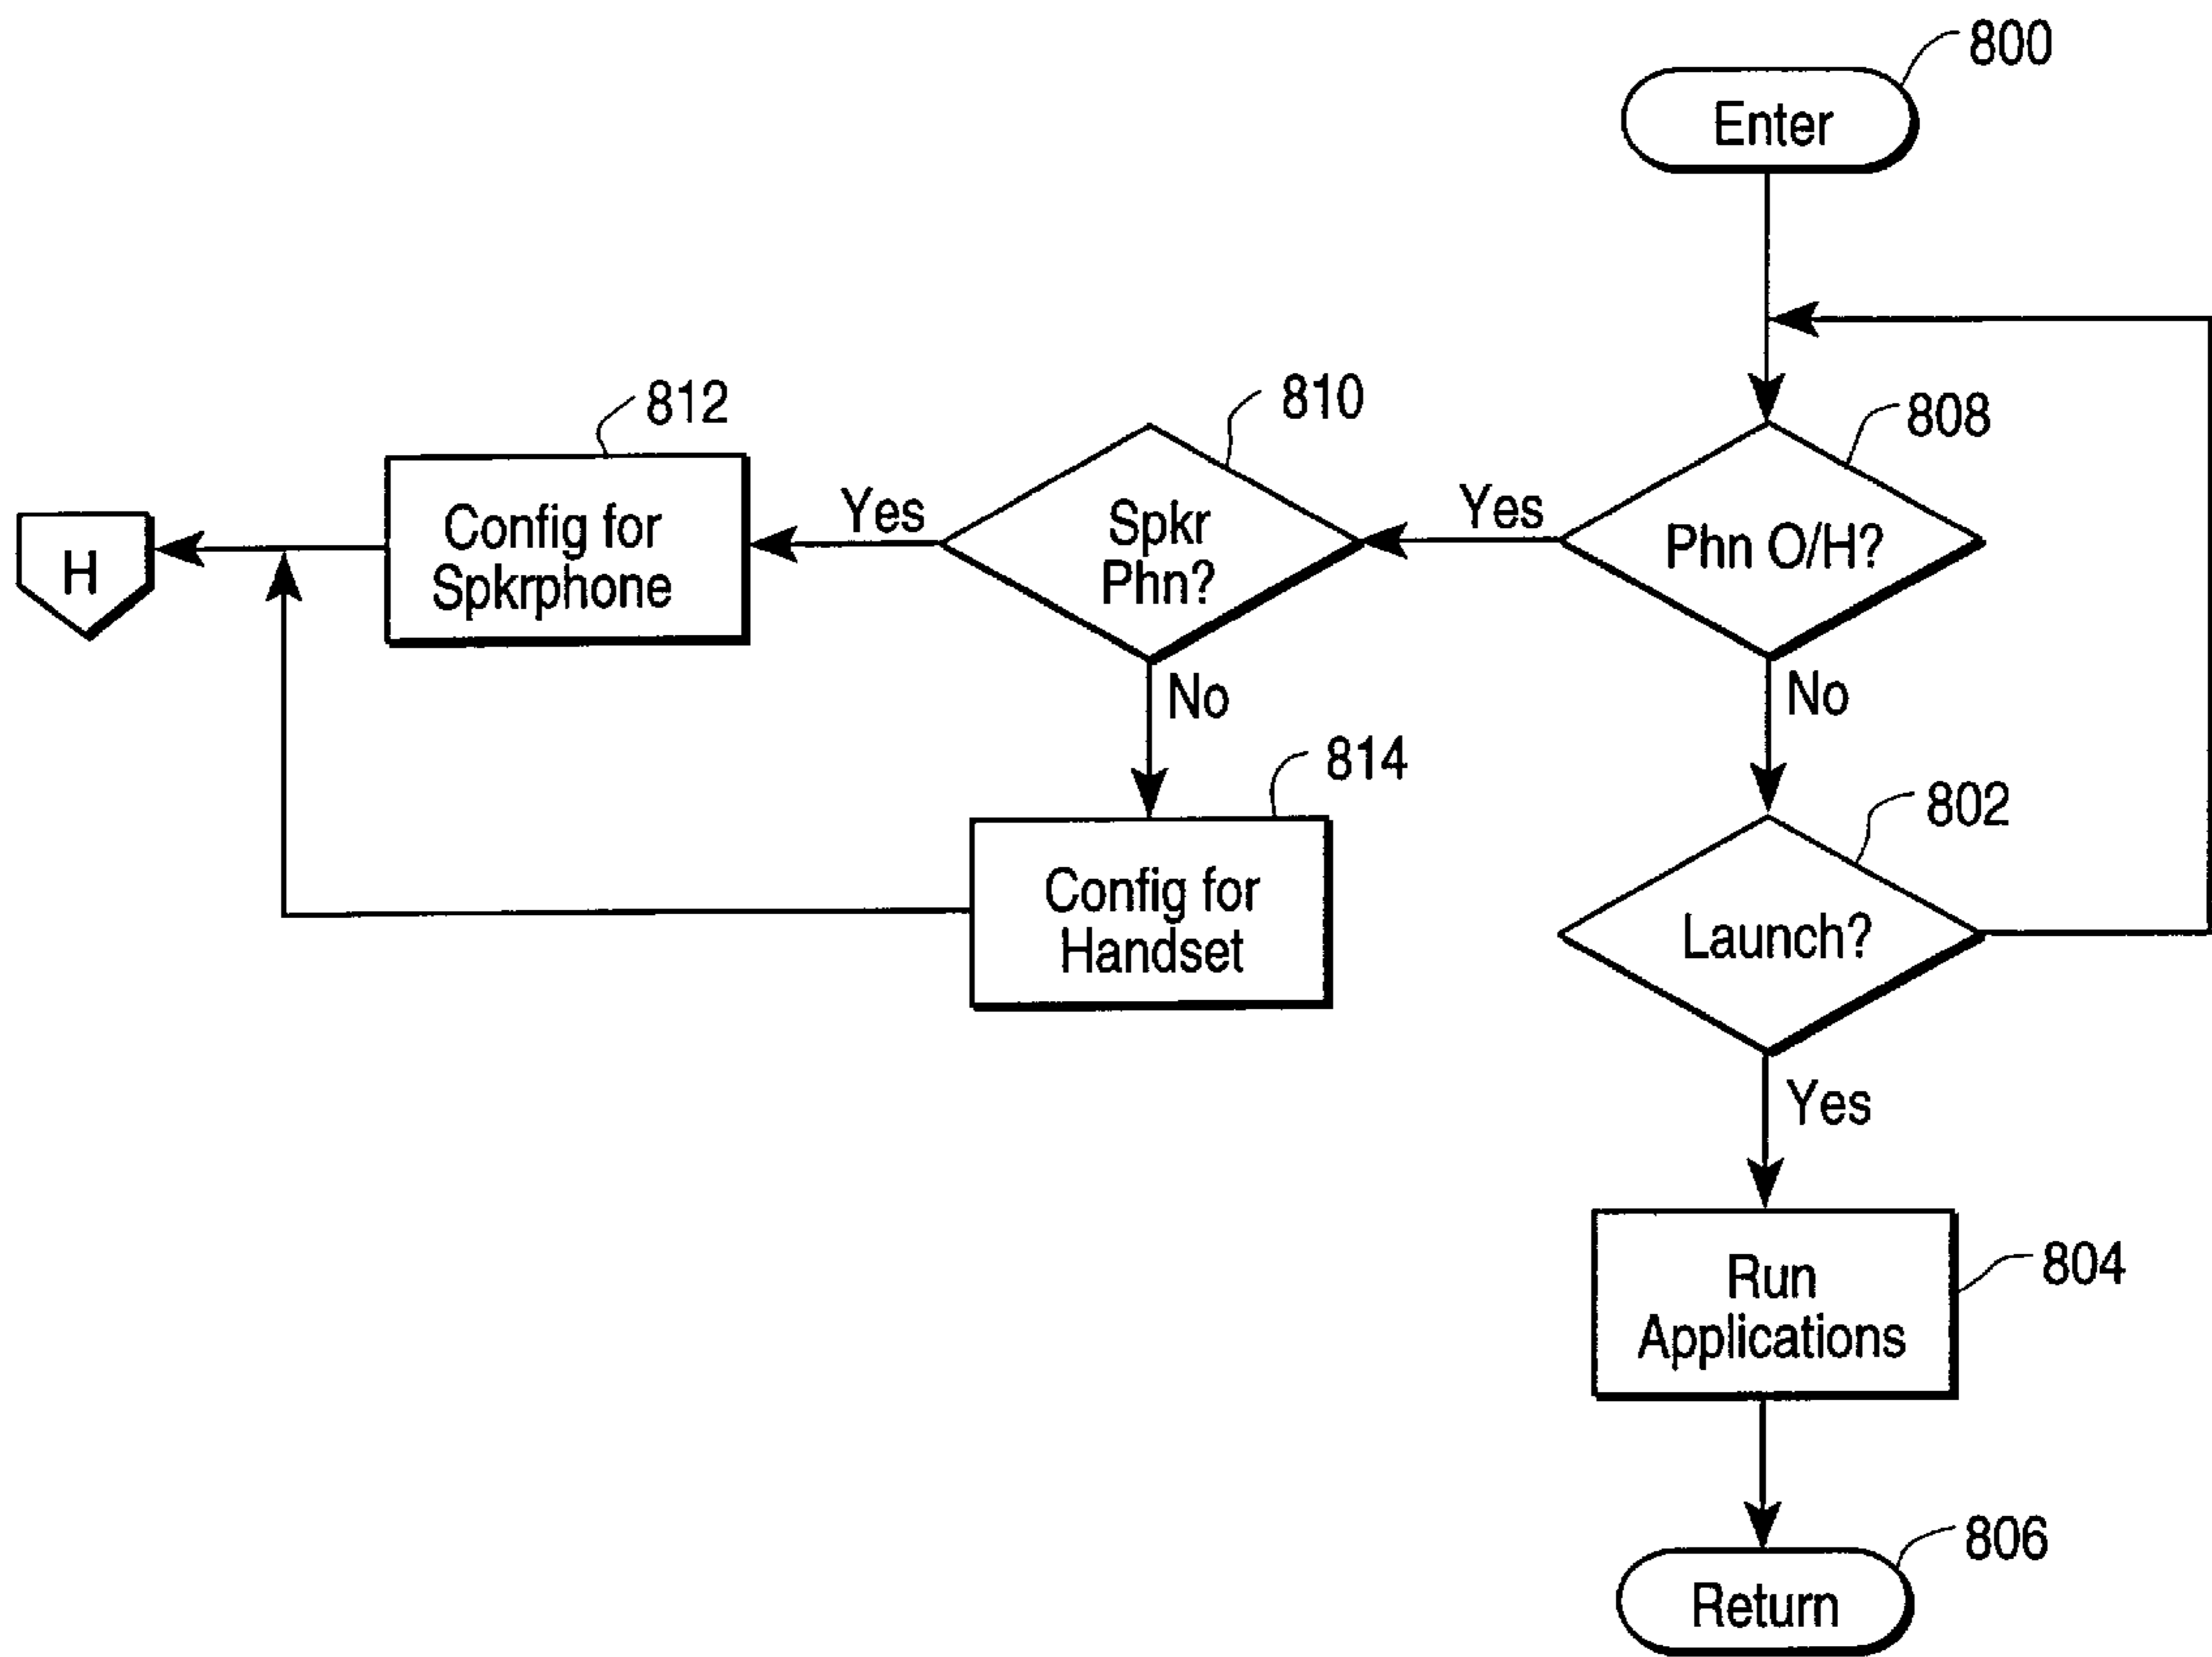 800
Enter
812
810
808
H
Config for
Spkrphone
Yes
Spkr
Phn?
Yes
Phn O/H?
No
No
814
802
Config for
Handset
Launch?
Yes
Run
Applications
804
806
Return